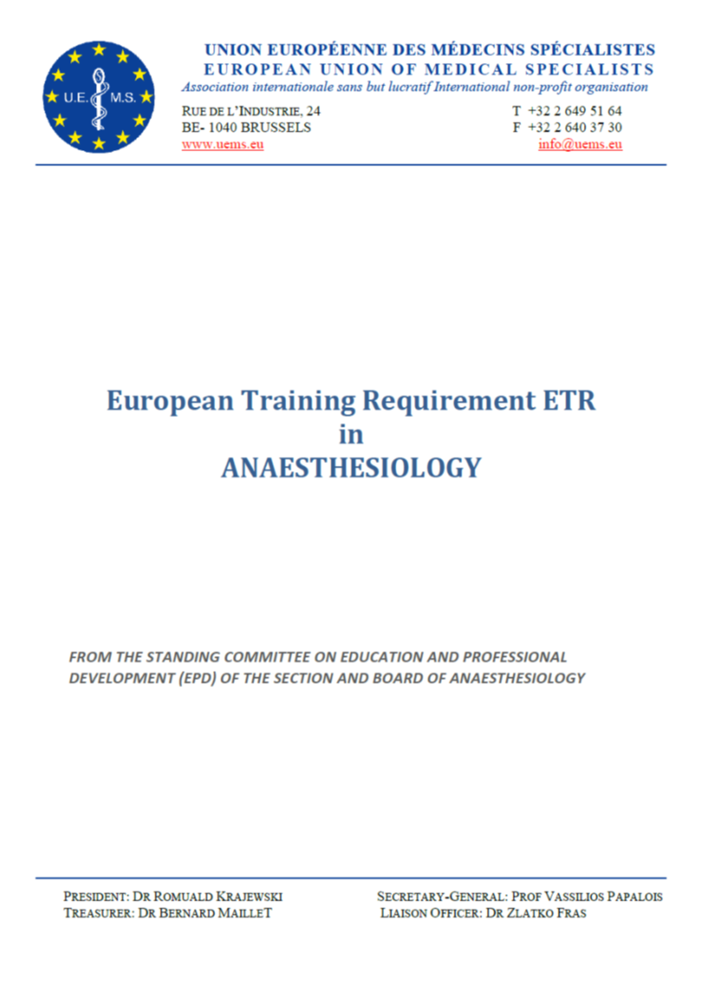 U.E. M.S.
UNION EUROPÉENNE DES MÉDECINS SPÉCIALISTES
EUROPEAN UNION OF MEDICAL SPECIALISTS
Association internationale sans but lucratif International non-profit organisation
RUE DE L'INDUSTRIE, 24 T +32 2 649 51 64
BE- 1040 BRUSSELS F +32 2 640 37 30
www.uems.eu info@uems.eu
European Training Requirement ETR
in
ANAESTHESIOLOGY
FROM THE STANDING COMMITTEE ON EDUCATION AND PROFESSIONAL
DEVELOPMENT (EPD) OF THE SECTION AND BOARD OF ANAESTHESIOLOGY
PRESIDENT: DR ROMUALD KRAJEWSKI SECRETARY-GENERAL: PROF VASSILIOS PAPALOIS
TREASURER: DR BERNARD MAILLET LIAISON OFFICER: DR ZLATKO FRAS